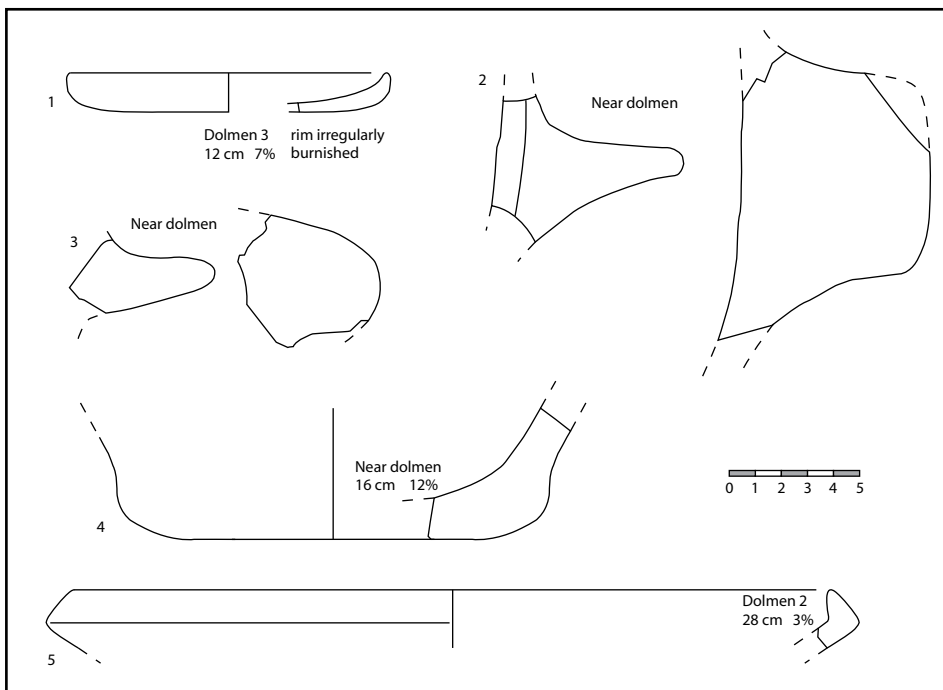 1
Dolmen 3 rim irregularly
12 cm 7% burnished
2
Near dolmen
3
Near dolmen
4
Near dolmen
16 cm 12%
0 1 2 3 4 5
5
Dolmen 2
28 cm 3%